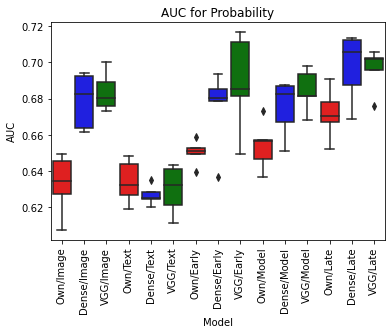 AUC for Probability
AUC
0.72
0.70
0.68
0.66
0.64
0.62
Own/Image
Dense/Image
VGG/Image
Own/Text
Dense/Text
VGG/Text
Own/Early
Dense/Early
VGG/Early
Own/Model
Dense/Model
VGG/Model
Own/Late
Dense/Late
VGG/Late
Model